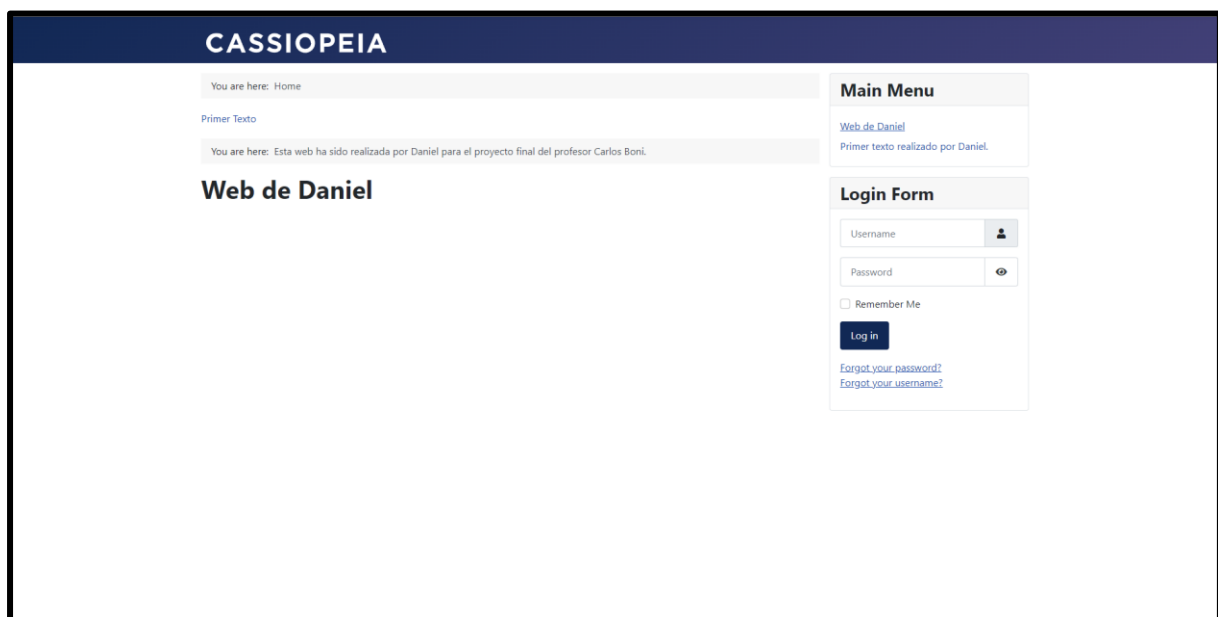 CASSIOPEIA
You are here: Home
Primer Texto
You are here: Esta web ha sido realizada por Daniel para el proyecto final del profesor Carlos Boni.
Web de Daniel
Main Menu
Web de Daniel
Primer texto realizado por Daniel.
Login Form
Username
Password
Remember Me
Log in
Forgot your password?
Forgot your username?